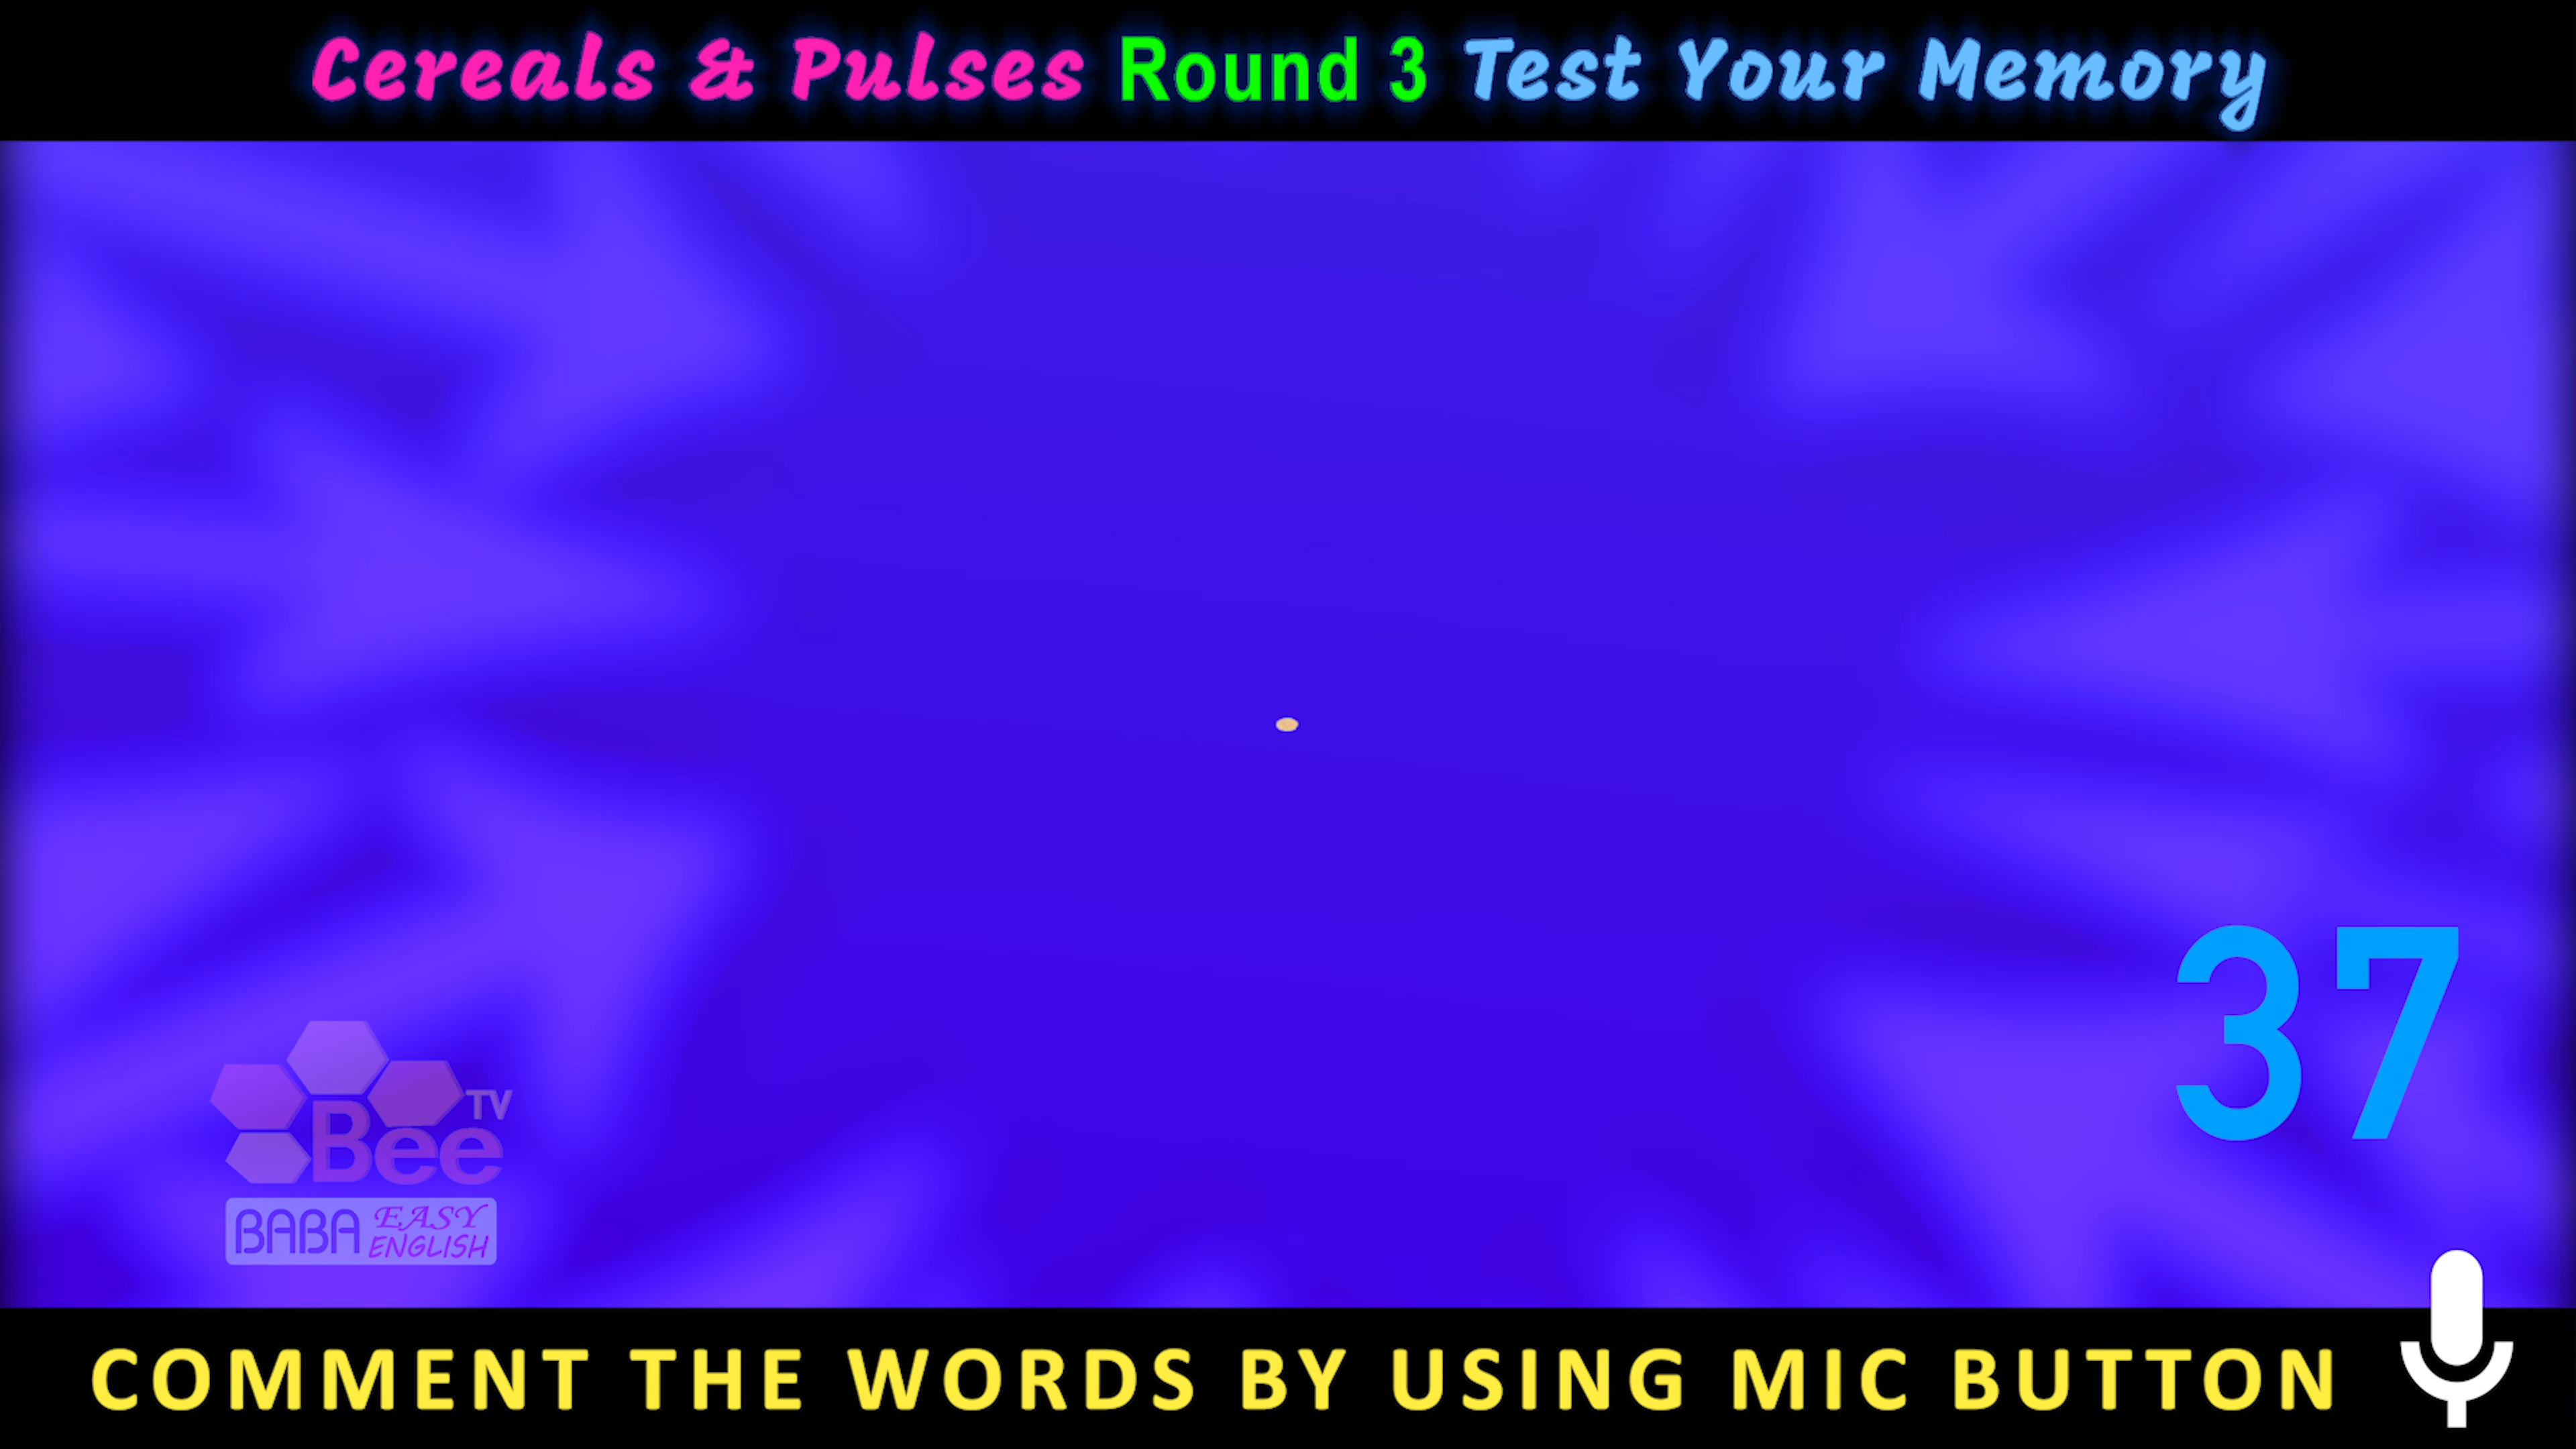 Cereals & Pulses Round 3 Test Your Memory
37
TV
Bee
BABA EASY ENGLISH
COMMENT THE WORDS BY USING MIC BUTTON